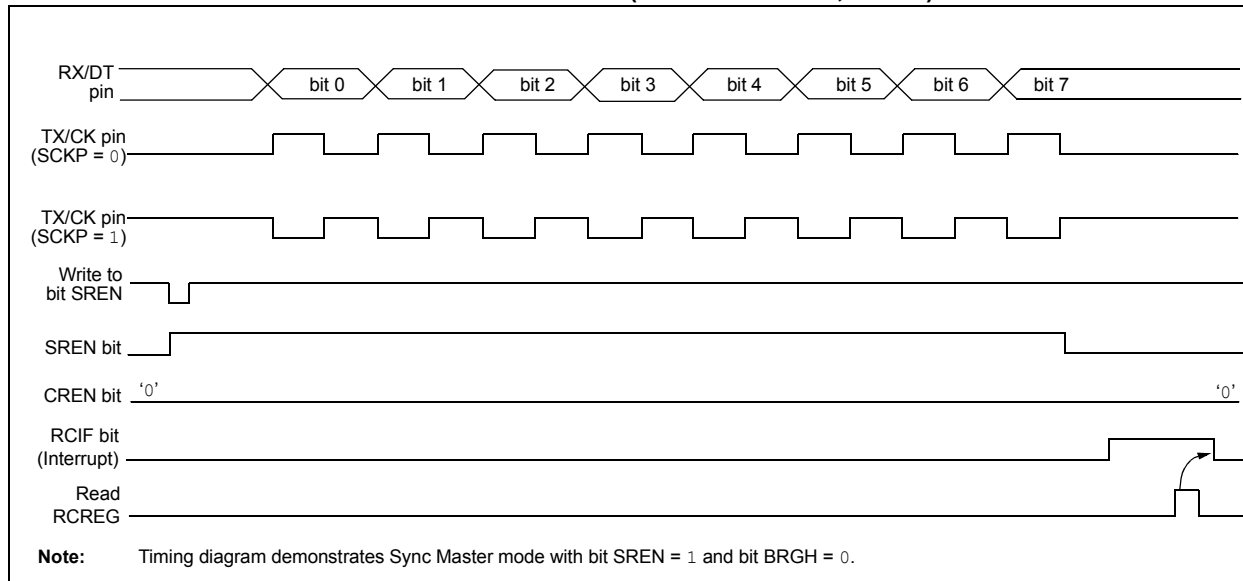 RX/DT
pin
bit 0
bit 1
bit 2
bit 3
bit 4
bit 5
bit 6
bit 7
TX/CK pin
(SCKP = 0)
TX/CK pin
(SCKP = 1)
Write to
bit SREN
SREN bit
CREN bit
‘0’
‘0’
RCIF bit
(Interrupt)
Read
RCREG
Note: Timing diagram demonstrates Sync Master mode with bit SREN = 1 and bit BRGH = 0.